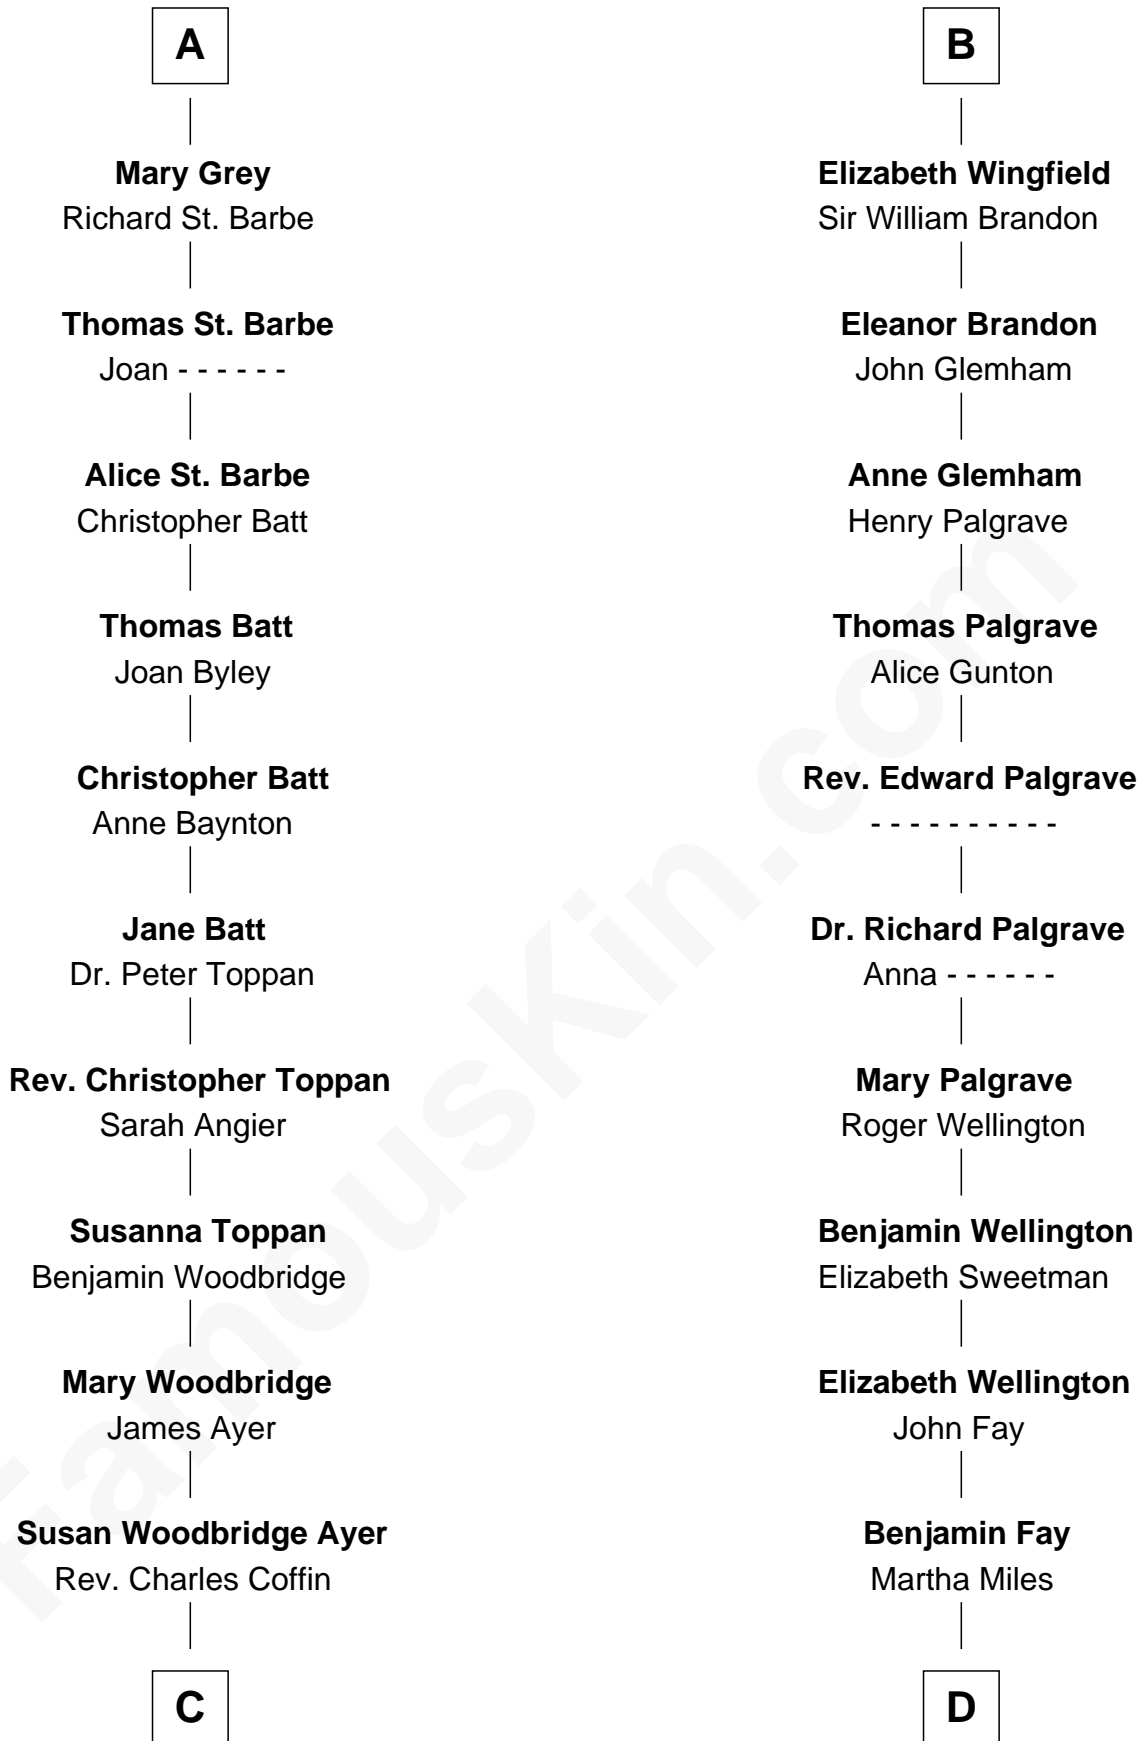 A
Mary Grey
Richard St. Barbe
Thomas St. Barbe
Joan - - - - - -
Alice St. Barbe
Christopher Batt
Thomas Batt
Joan Byley
Christopher Batt
Anne Baynton
Jane Batt
Dr. Peter Toppan
Rev. Christopher Toppan
Sarah Angier
Susanna Toppan
Benjamin Woodbridge
Mary Woodbridge
James Ayer
Susan Woodbridge Ayer
Rev. Charles Coffin
C
B
Elizabeth Wingfield
Sir William Brandon
Eleanor Brandon
John Glemham
Anne Glemham
Henry Palgrave
Thomas Palgrave
Alice Gunton
Rev. Edward Palgrave
- - - - - - - - - -
Dr. Richard Palgrave
Anna - - - - - -
Mary Palgrave
Roger Wellington
Benjamin Wellington
Elizabeth Sweetman
Elizabeth Wellington
John Fay
Benjamin Fay
Martha Miles
D
FamousKin.com